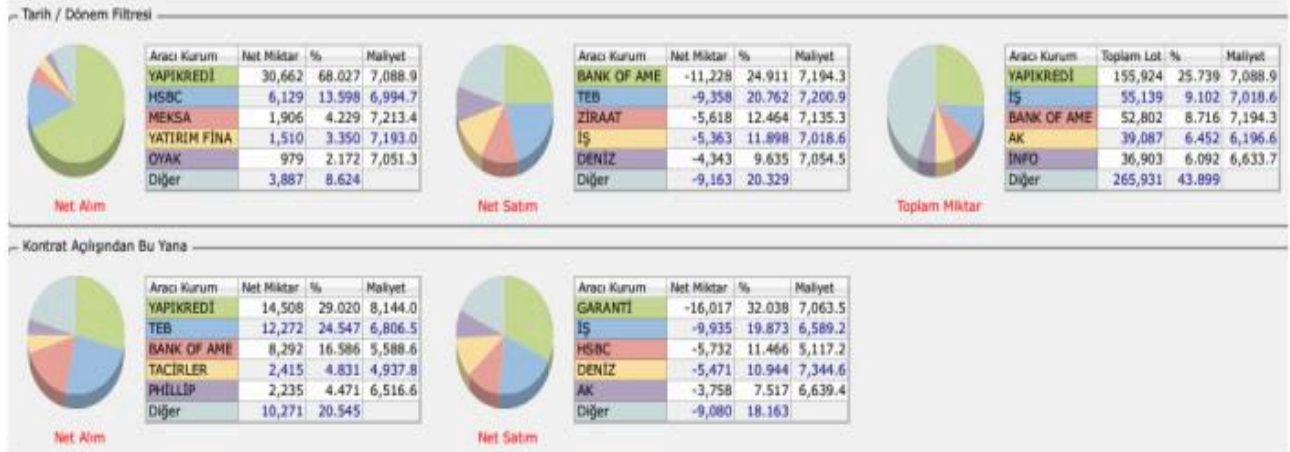 Tarih / Dönem Filtresi
Aracı Kurum Net Miktar % Maliyet
YAPIKREDİ 30,662 68.027 7,088.9
HSBC 6,129 13.598 6,994.7
MEKSA 1,906 4.229 7,213.4
YATIRIM FİNA 1,510 3.350 7,193.0
OYAK 979 2.172 7,051.3
Diğer 3,887 8.624
Net Alım
Aracı Kurum Net Miktar % Maliyet
BANK OF AME -11,228 24.911 7,194.3
TEB -9,358 20.762 7,200.9
ZİRAAT -5,618 12.464 7,135.3
İŞ -5,363 11.898 7,018.6
DENİZ -4,343 9.635 7,054.5
Diğer -9,163 20.329
Net Satım
Aracı Kurum Toplam Lot % Maliyet
YAPIKREDİ 155,924 25.739 7,088.9
İŞ 55,139 9.102 7,018.6
BANK OF AME 52,802 8.716 7,194.3
AK 39,087 6.452 6,196.6
INFO 36,903 6.092 6,633.7
Diğer 265,931 43.899
Toplam Miktar
Kontrat Açılışından Bu Yana
Aracı Kurum Net Miktar % Maliyet
YAPIKREDİ 14,508 29.020 8,144.0
TEB 12,272 24.547 6,806.5
BANK OF AME 8,292 16.586 5,588.6
TACİRLER 2,415 4.831 4,937.8
PHİLLİP 2,235 4.471 6,516.6
Diğer 10,271 20.545
Net Alım
Aracı Kurum Net Miktar % Maliyet
GARANTİ -16,017 32.038 7,063.5
İŞ -9,935 19.873 6,589.2
HSBC -5,732 11.466 5,117.2
DENİZ -5,471 10.944 7,344.6
AK -3,758 7.517 6,639.4
Diğer -9,080 18.163
Net Satım